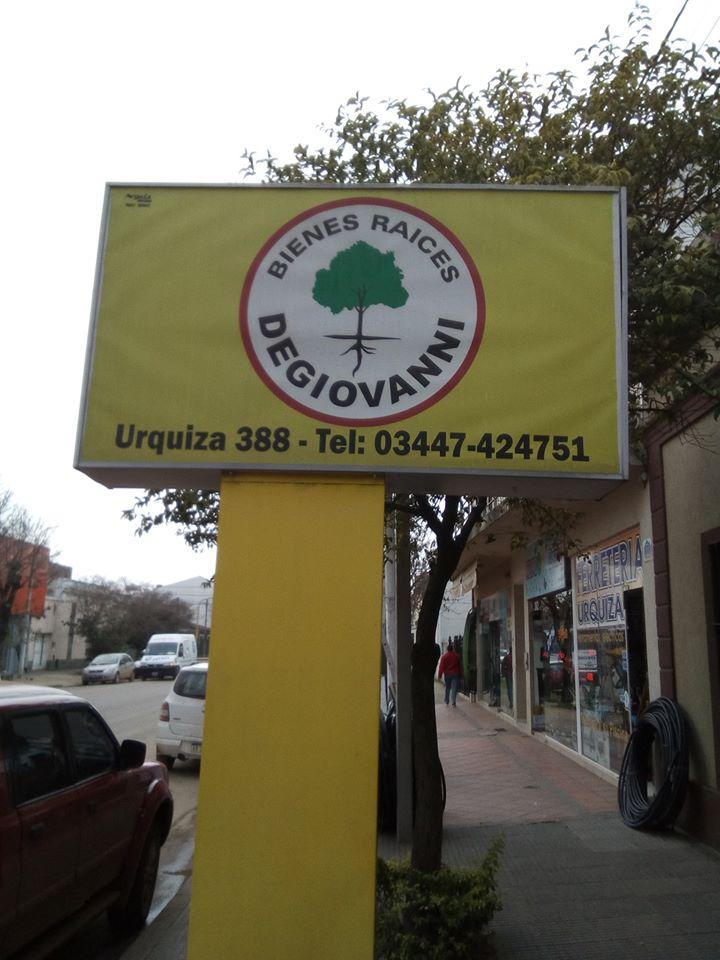 BIENES RAICES
DEGIOVANNI
Urquiza 388 - Tel: 03447-424751
FERRETERIA
URQUIZA